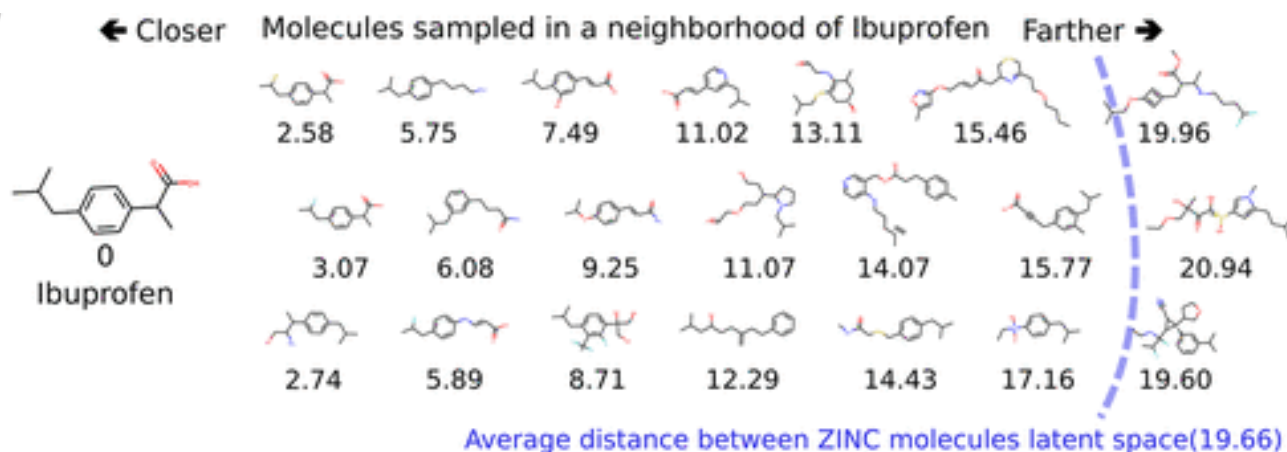 ← Closer Molecules sampled in a neighborhood of Ibuprofen Farther →
2.58 5.75 7.49 11.02 13.11 15.46 19.96
0
Ibuprofen
3.07 6.08 9.25 11.07 14.07 15.77 20.94
2.74 5.89 8.71 12.29 14.43 17.16 19.60
Average distance between ZINC molecules latent space(19.66)